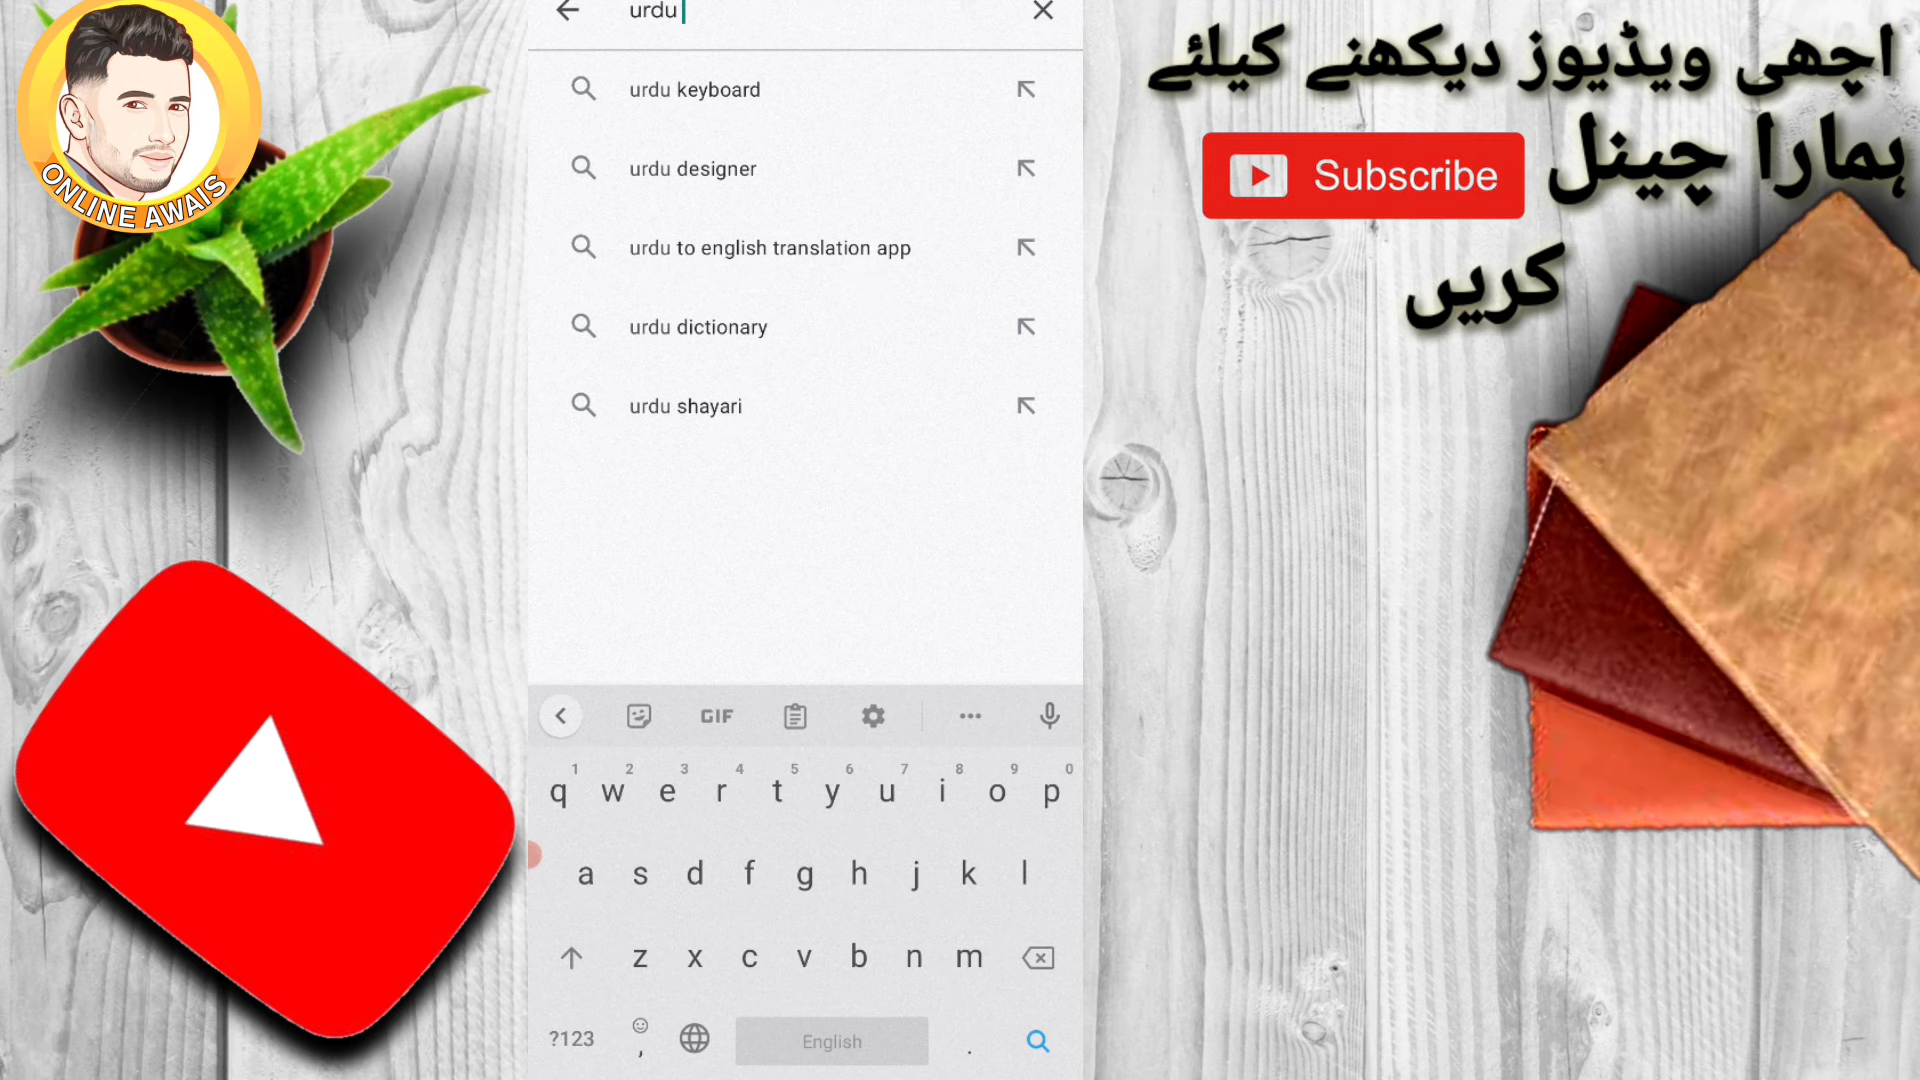 ONLINE AWAIS
urdu
urdu keyboard
urdu designer
urdu to english translation app
urdu dictionary
urdu shayari
GIF
1 2 3 4 5 6 7 8 9 0
q w e r t y u i o p
a s d f g h j k l
z x c v b n m
?123 , English .
اچھی ویڈیوز دیکھنے کیلئے
ہمارا چینل Subscribe
کریں